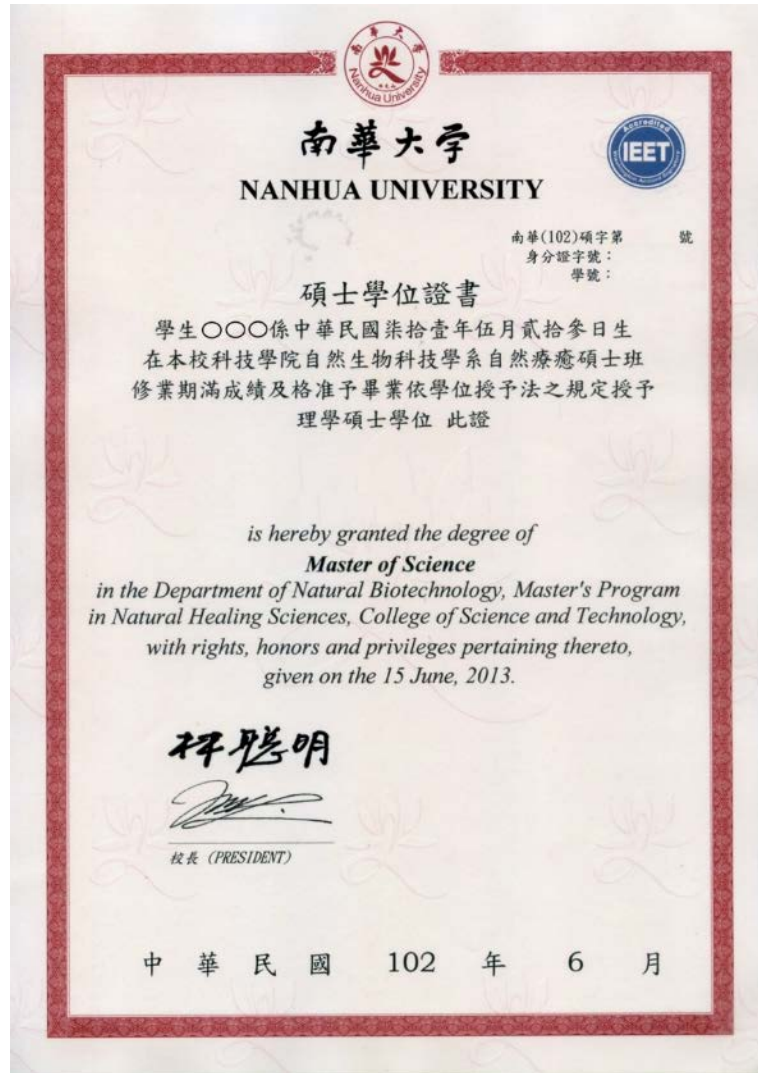 南華大學
Nanhua University
Accredited
IEET
南華大学
NANHUA UNIVERSITY
南華(102)碩字第 號
身分證字號：
學號：
碩士學位證書
學生○○○係中華民國柒拾壹年伍月貳拾參日生
在本校科技學院自然生物科技學系自然療癒碩士班
修業期滿成績及格准予畢業依學位授予法之規定授予
理學碩士學位 此證
is hereby granted the degree of
Master of Science
in the Department of Natural Biotechnology, Master's Program
in Natural Healing Sciences, College of Science and Technology,
with rights, honors and privileges pertaining thereto,
given on the 15 June, 2013.
林聰明
校長 (PRESIDENT)
中華民國 102 年 6 月